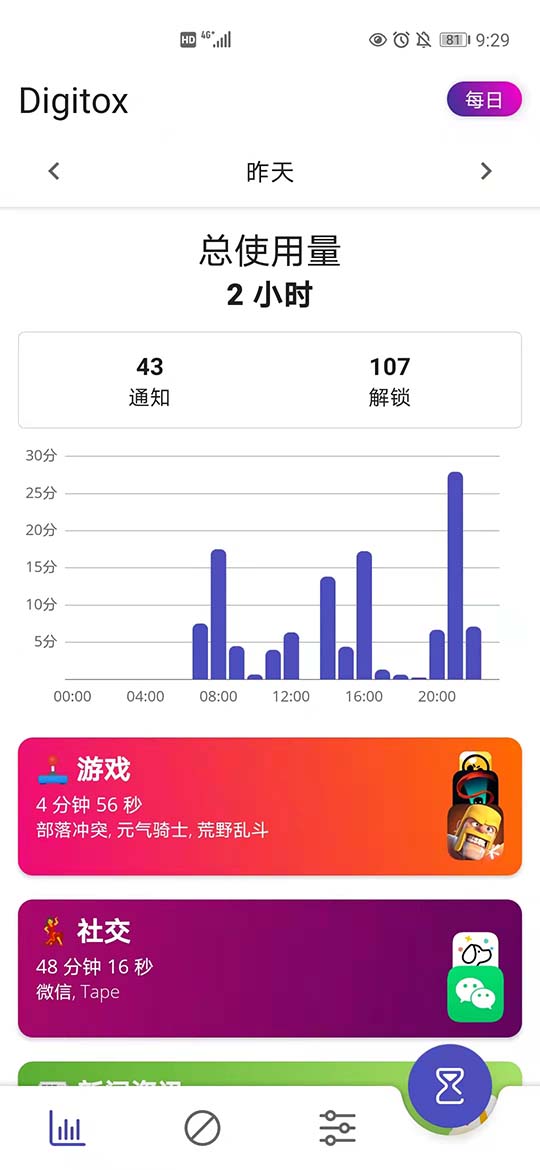 HD 4G+ 81 9:29
Digitox
每日
昨天
总使用量
2 小时
43 107
通知 解锁
30分
25分
20分
15分
10分
5分
00:00 04:00 08:00 12:00 16:00 20:00
游戏
4 分钟 56 秒
部落冲突, 元气骑士, 荒野乱斗
社交
48 分钟 16 秒
微信, Tape
新闻资讯